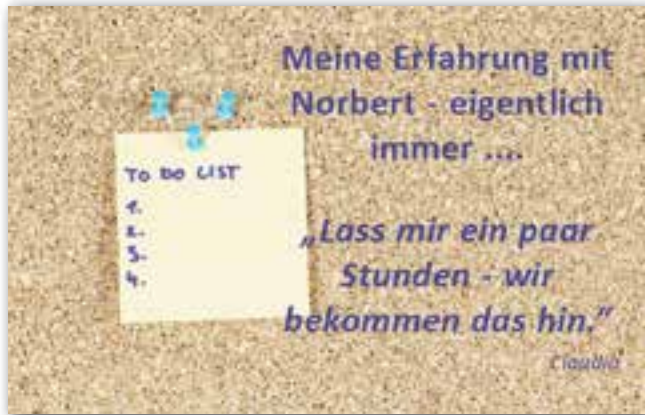 TO DO LIST
1.
2.
3.
4.
Meine Erfahrung mit
Norbert - eigentlich
immer ....
„Lass mir ein paar
Stunden - wir
bekommen das hin.“
Claudia